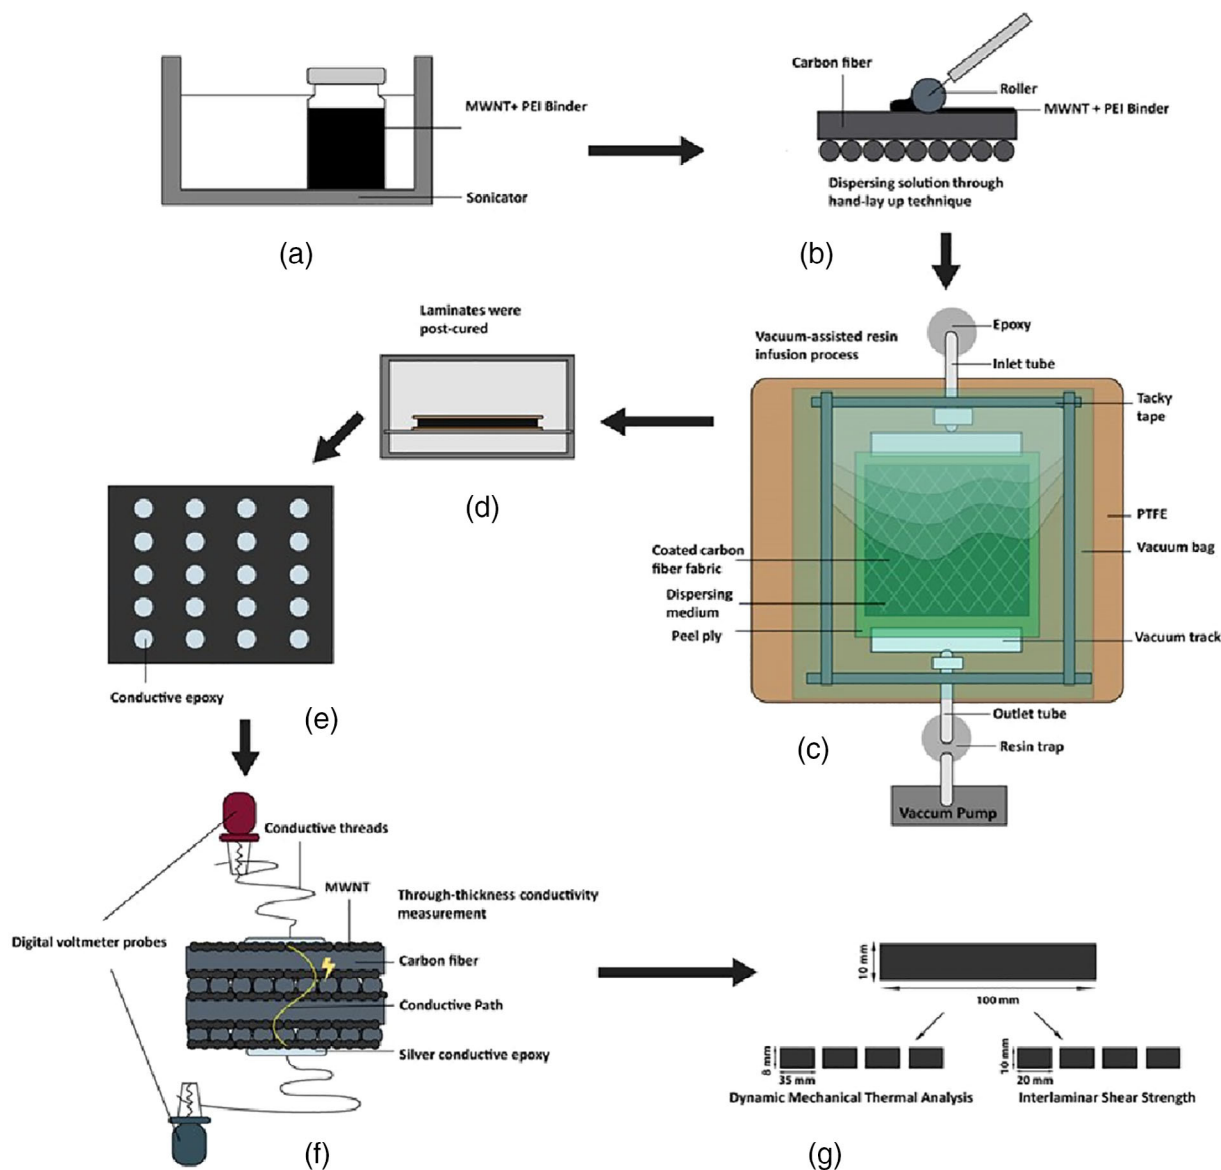 MWNT+ PEI Binder
Sonicator
(a)
Carbon fiber
Roller
MWNT + PEI Binder
Dispersing solution through
hand-lay up technique
(b)
Vacuum-assisted resin
infusion process
Epoxy
Inlet tube
Tacky
tape
PTFE
Vacuum bag
Coated carbon
fiber fabric
Dispersing
medium
Peel ply
Vacuum track
Outlet tube
Resin trap
Vaccum Pump
(c)
Laminates were
post-cured
(d)
Conductive epoxy
(e)
Conductive threads
MWNT
Through-thickness conductivity
measurement
Digital voltmeter probes
Carbon fiber
Conductive Path
Silver conductive epoxy
(f)
10 mm
100 mm
8 mm
35 mm
Dynamic Mechanical Thermal Analysis
10 mm
20 mm
Interlaminar Shear Strength
(g)